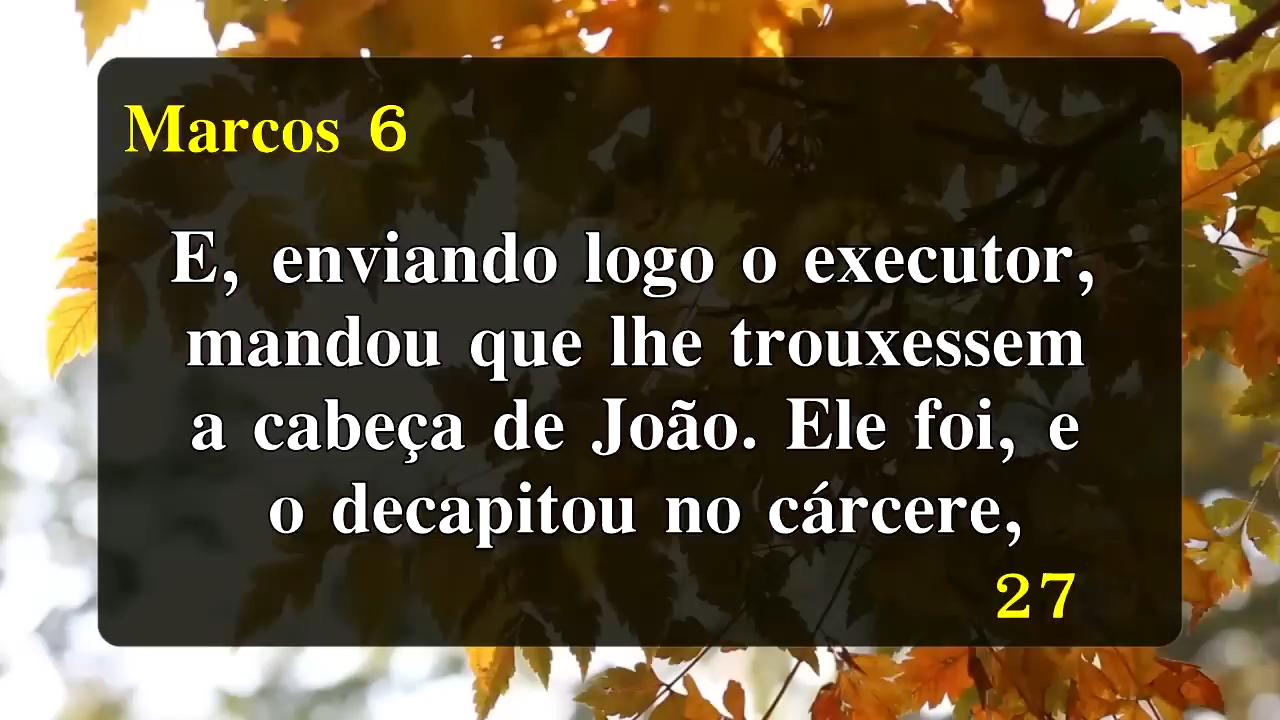 Marcos 6
E, enviando logo o executor,
mandou que lhe trouxessem
a cabeça de João. Ele foi, e
o decapitou no cárcere,
27